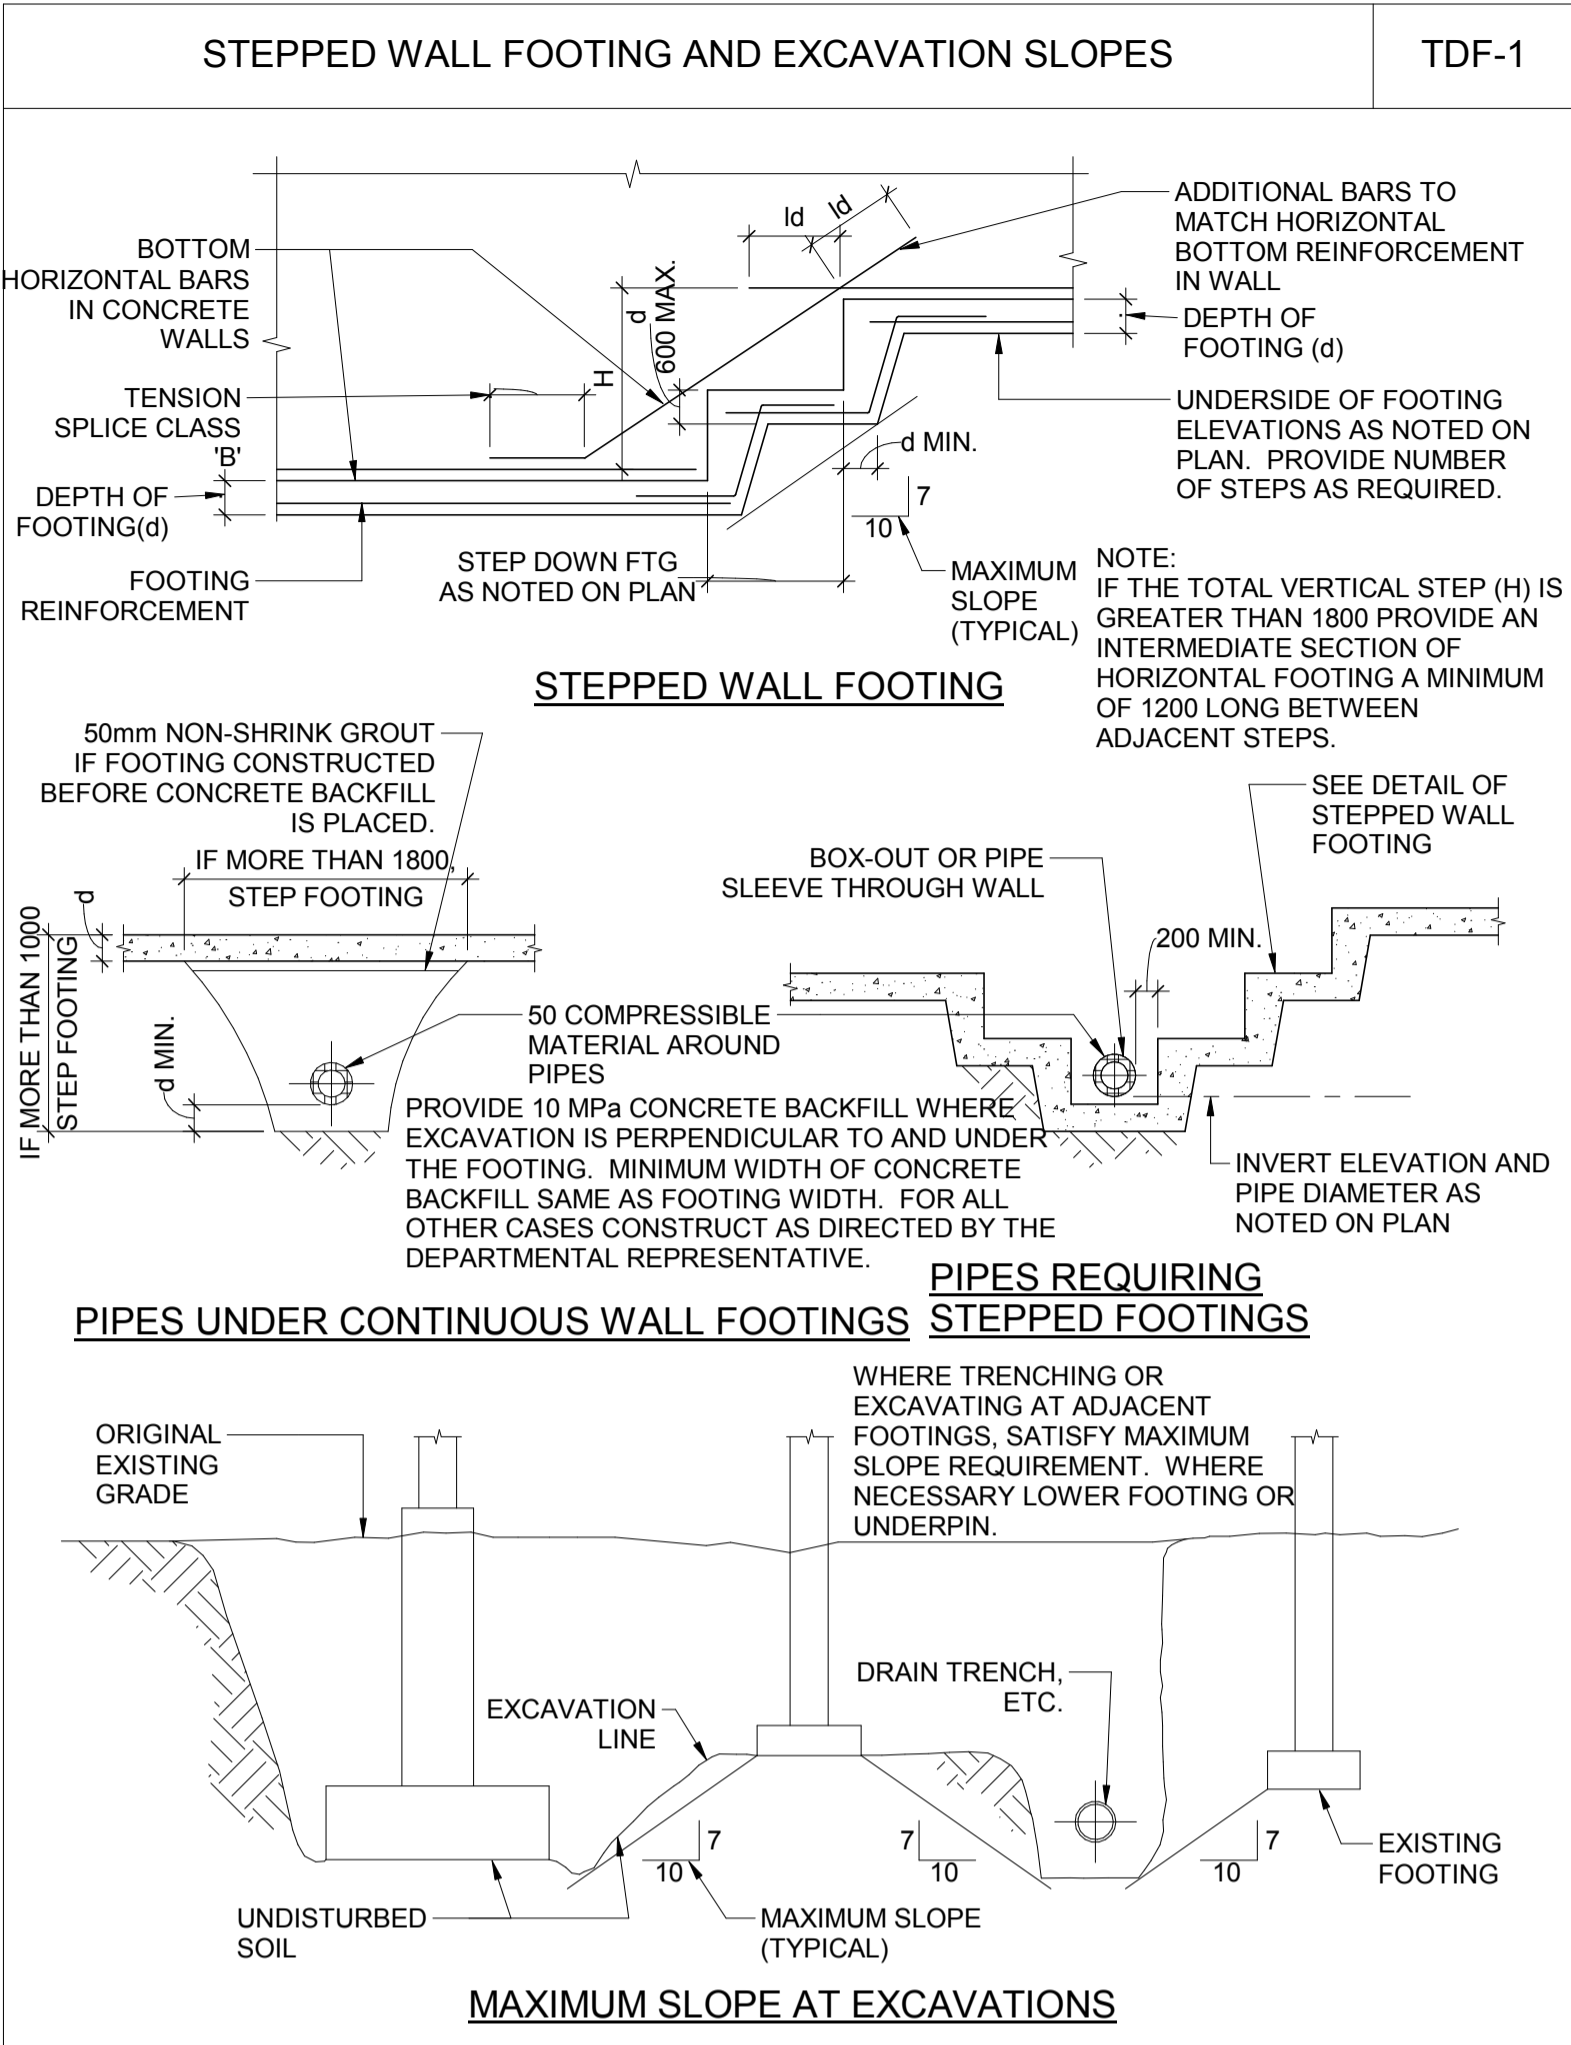 STEPPED WALL FOOTING AND EXCAVATION SLOPES
TDF-1
BOTTOM
HORIZONTAL BARS
IN CONCRETE
WALLS
TENSION
SPLICE CLASS
'B'
DEPTH OF
FOOTING(d)
FOOTING
REINFORCEMENT
ld
ld
d
600 MAX.
H
d MIN.
7
10
STEP DOWN FTG
AS NOTED ON PLAN
MAXIMUM
SLOPE
(TYPICAL)
ADDITIONAL BARS TO
MATCH HORIZONTAL
BOTTOM REINFORCEMENT
IN WALL
DEPTH OF
FOOTING (d)
UNDERSIDE OF FOOTING
ELEVATIONS AS NOTED ON
PLAN. PROVIDE NUMBER
OF STEPS AS REQUIRED.
NOTE:
IF THE TOTAL VERTICAL STEP (H) IS
GREATER THAN 1800 PROVIDE AN
INTERMEDIATE SECTION OF
HORIZONTAL FOOTING A MINIMUM
OF 1200 LONG BETWEEN
ADJACENT STEPS.
STEPPED WALL FOOTING
50mm NON-SHRINK GROUT
IF FOOTING CONSTRUCTED
BEFORE CONCRETE BACKFILL
IS PLACED.
IF MORE THAN 1800,
STEP FOOTING
d
IF MORE THAN 1000
STEP FOOTING
d MIN.
50 COMPRESSIBLE
MATERIAL AROUND
PIPES
PROVIDE 10 MPa CONCRETE BACKFILL WHERE
EXCAVATION IS PERPENDICULAR TO AND UNDER
THE FOOTING. MINIMUM WIDTH OF CONCRETE
BACKFILL SAME AS FOOTING WIDTH. FOR ALL
OTHER CASES CONSTRUCT AS DIRECTED BY THE
DEPARTMENTAL REPRESENTATIVE.
PIPES UNDER CONTINUOUS WALL FOOTINGS
BOX-OUT OR PIPE
SLEEVE THROUGH WALL
200 MIN.
SEE DETAIL OF
STEPPED WALL
FOOTING
INVERT ELEVATION AND
PIPE DIAMETER AS
NOTED ON PLAN
PIPES REQUIRING
STEPPED FOOTINGS
WHERE TRENCHING OR
EXCAVATING AT ADJACENT
FOOTINGS, SATISFY MAXIMUM
SLOPE REQUIREMENT. WHERE
NECESSARY LOWER FOOTING OR
UNDERPIN.
ORIGINAL
EXISTING
GRADE
EXCAVATION
LINE
DRAIN TRENCH,
ETC.
7
10
7
10
7
10
EXISTING
FOOTING
UNDISTURBED
SOIL
MAXIMUM SLOPE
(TYPICAL)
MAXIMUM SLOPE AT EXCAVATIONS